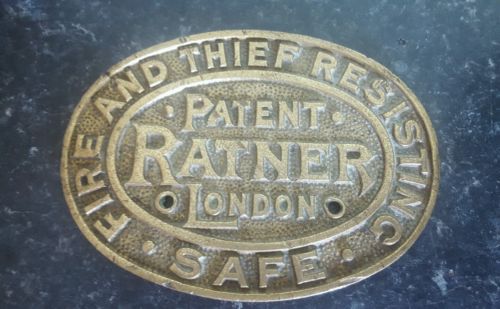 FIRE AND THIEF RESISTING
PATENT
RATNER
LONDON
SAFE